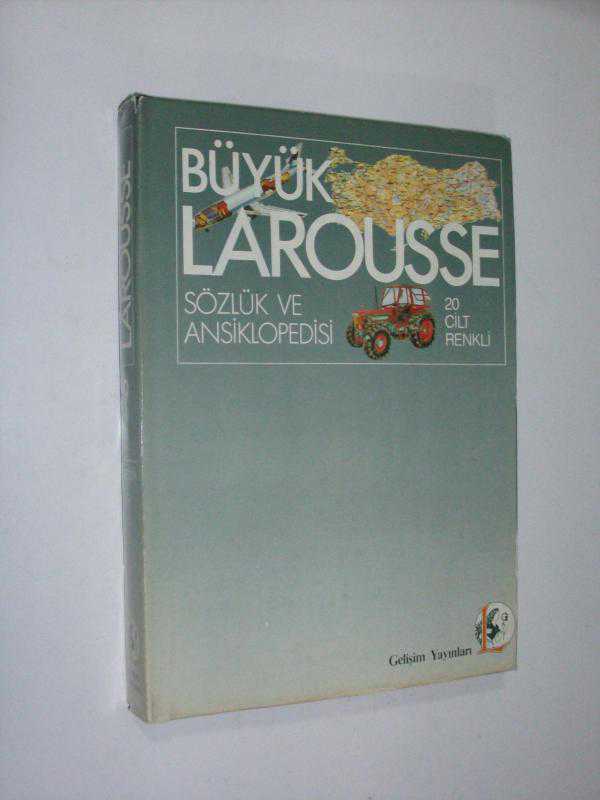 BÜYÜK
LAROUSSE
SÖZLÜK VE
ANSİKLOPEDİSİ
20
CİLT
RENKLİ
Gelişim Yayınları
L
LAROUSSE